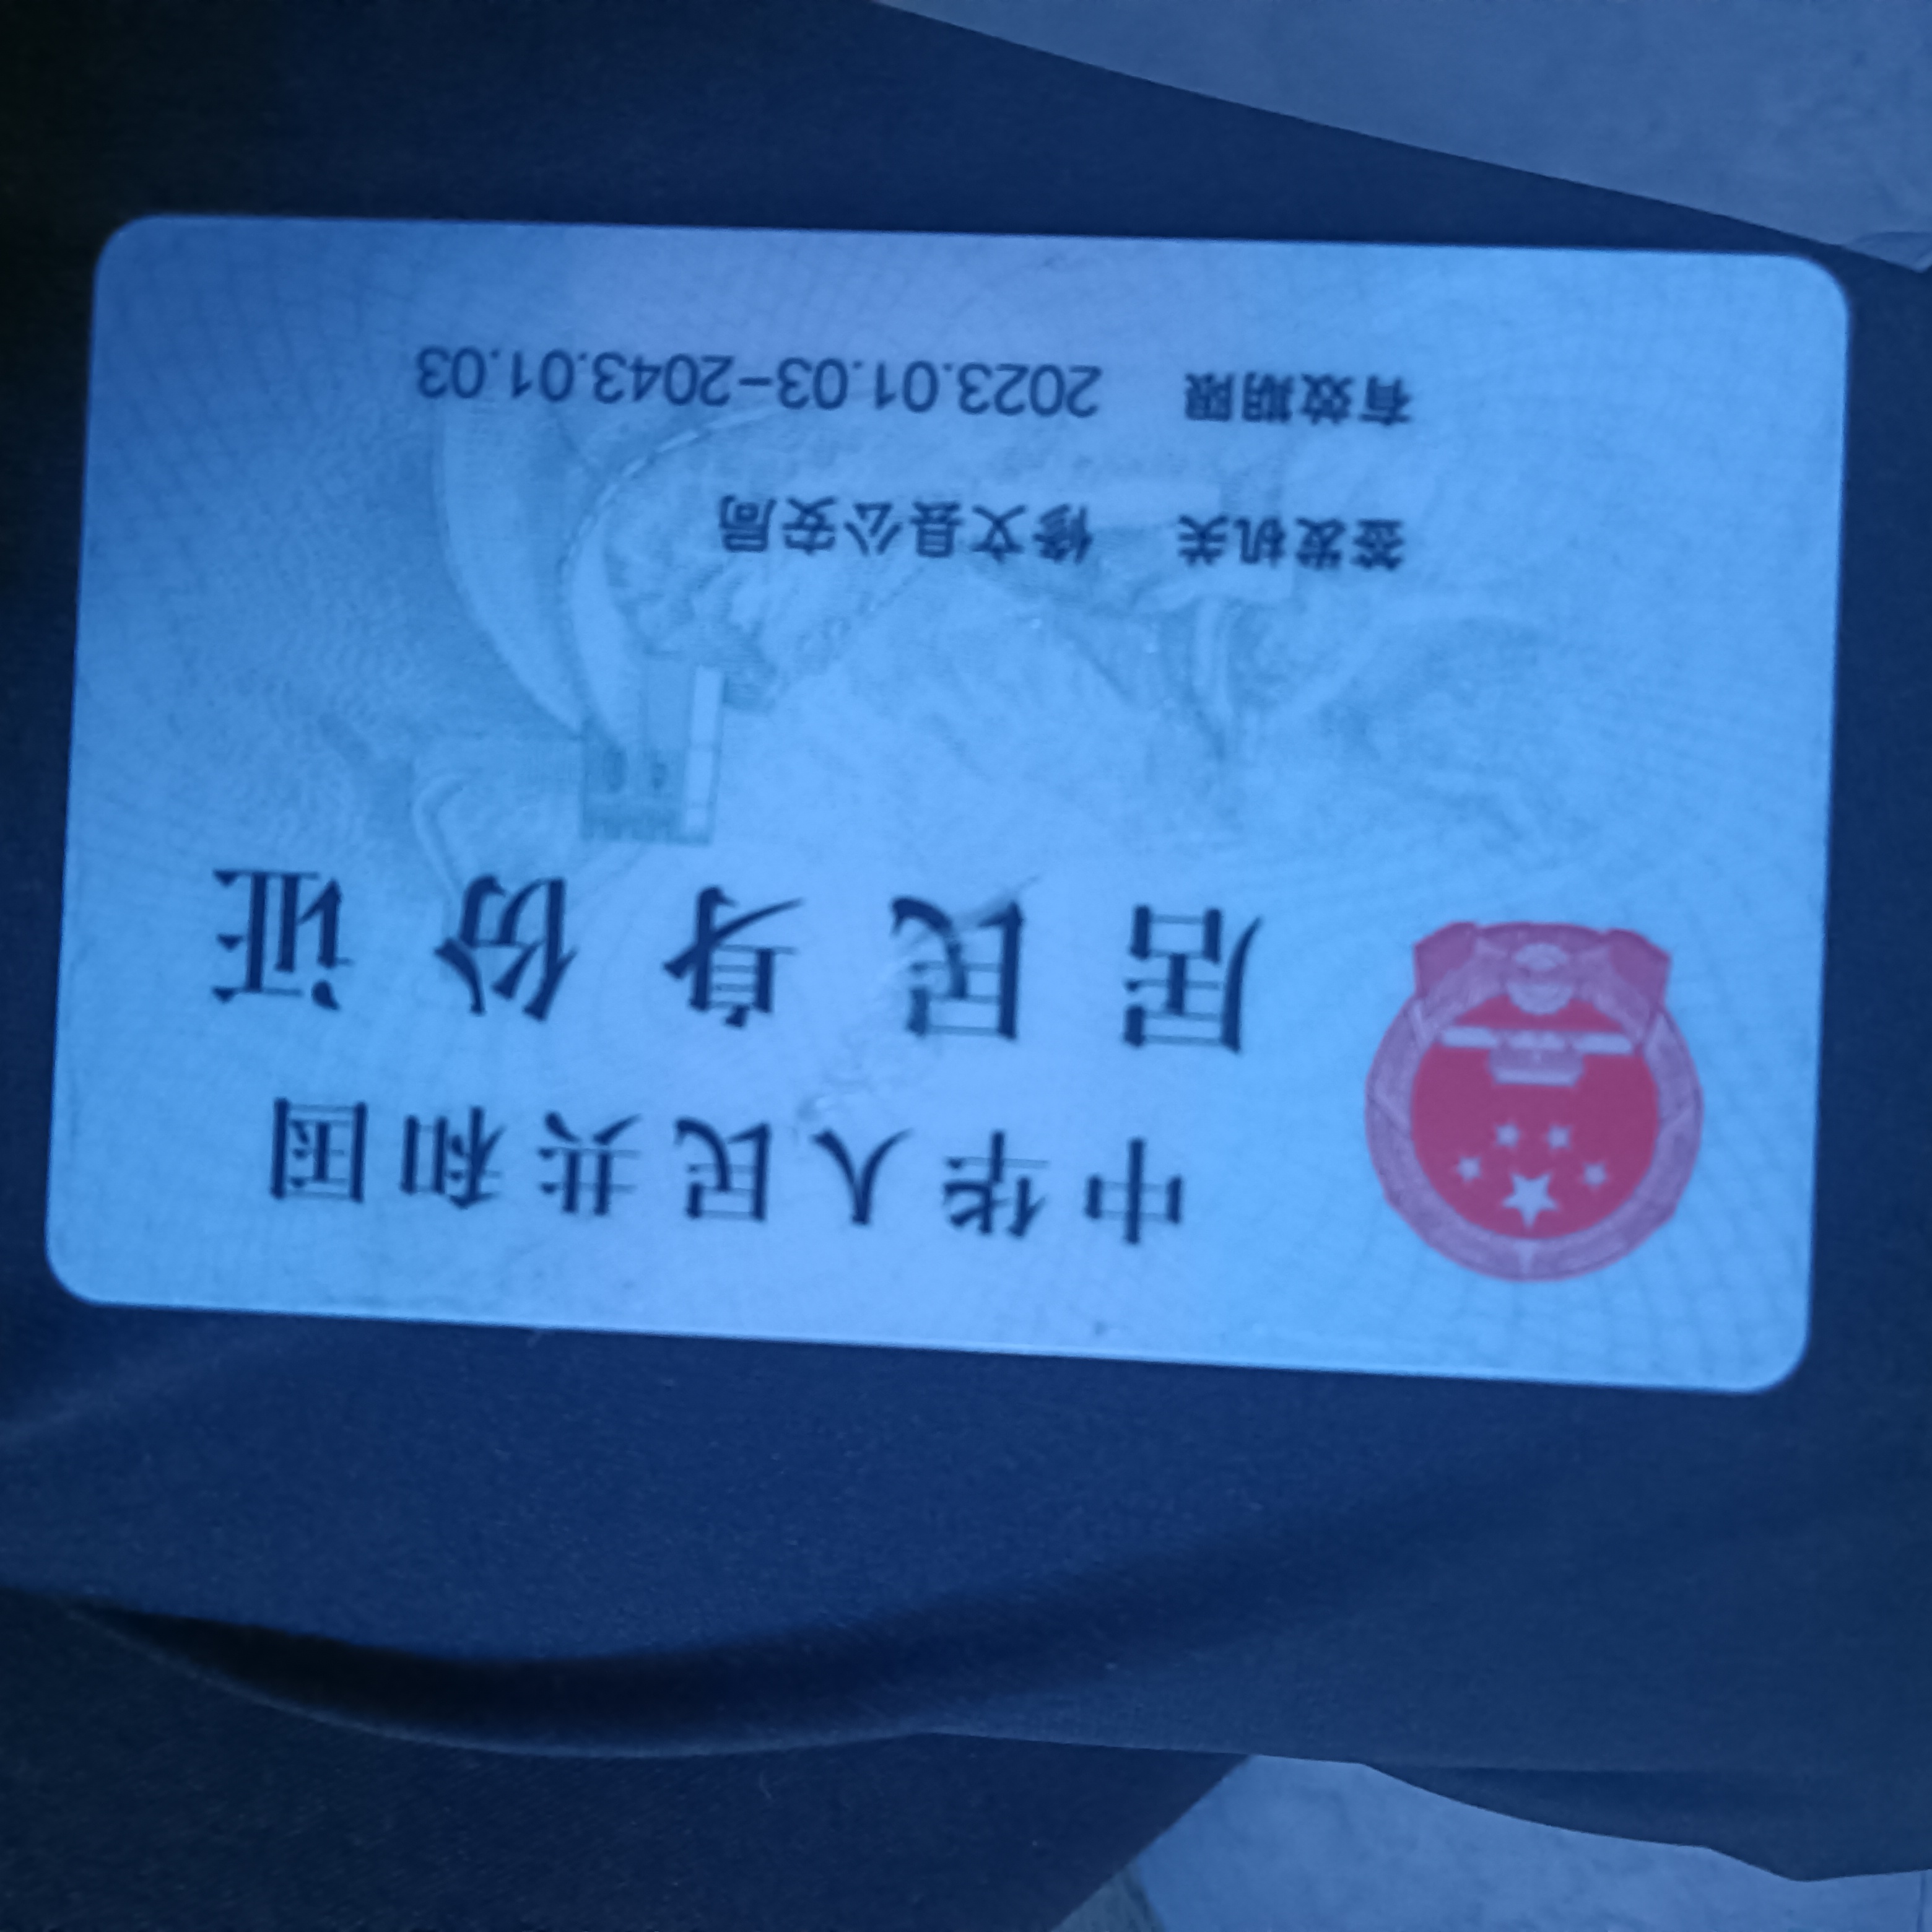 中华人民共和国
居民身份证
签发机关 修文县公安局
有效期限 2023.01.03-2043.01.03